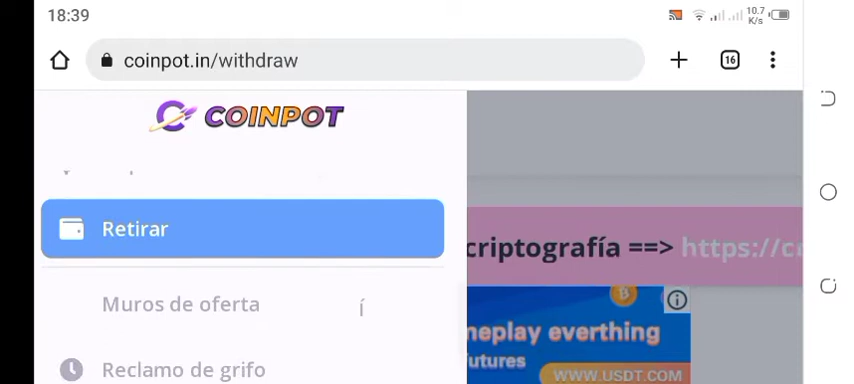 18:39
10.7
K/s
coinpot.in/withdraw
16
COINPOT
Retirar
criptografía ==> https://c
Muros de oferta
í
neplay everthing
utures
WWW.USDT.COM
Reclamo de grifo